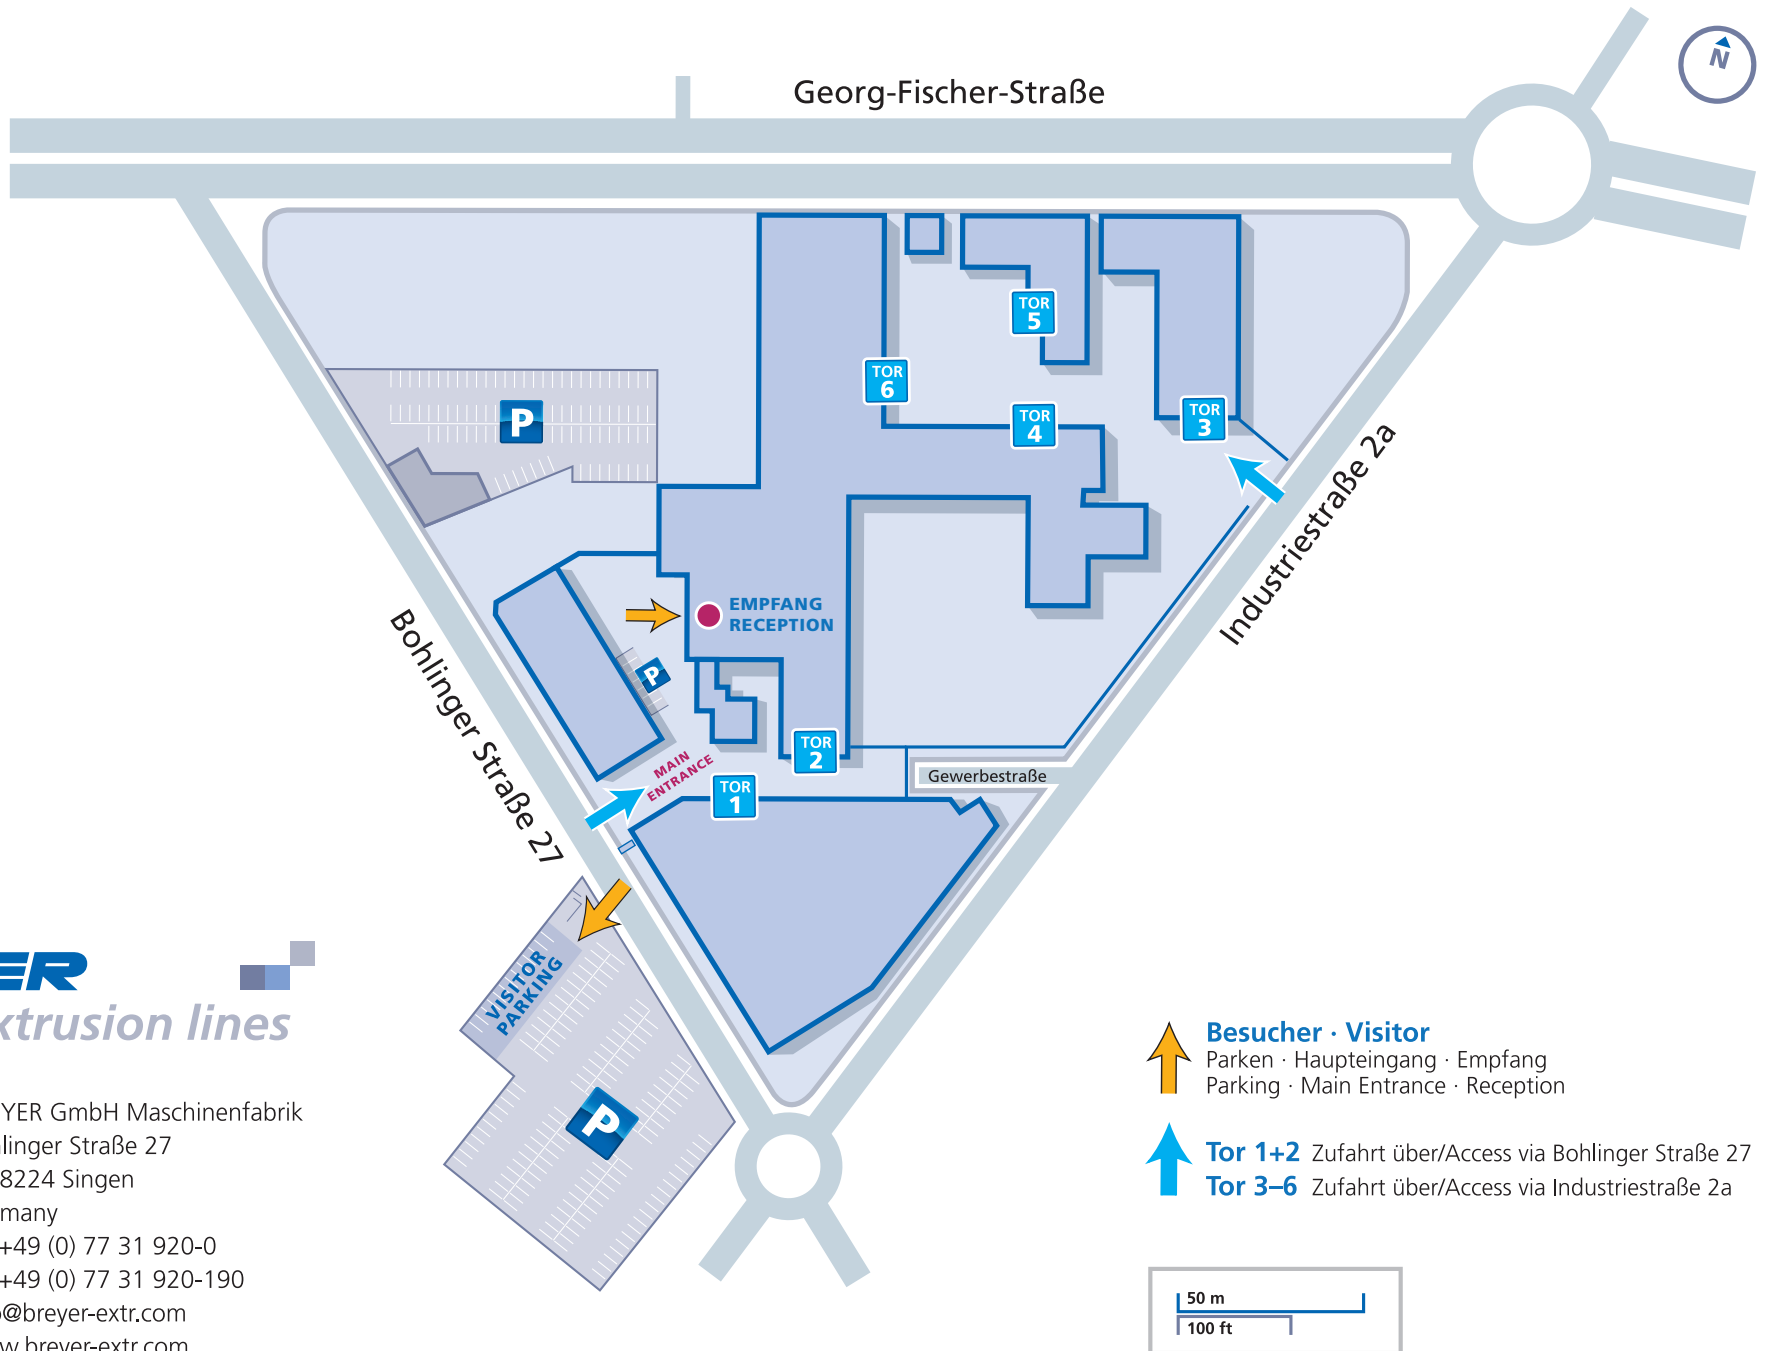 Georg-Fischer-Straße
N
TOR
5
TOR
6
TOR
4
TOR
3
P
Industriestraße 2a
EMPFANG
RECEPTION
P
Bohlinger Straße 27
MAIN
ENTRANCE
TOR
2
TOR
1
Gewerbestraße
VISITOR
PARKING
P
ER
xtrusion lines
YER GmbH Maschinenfabrik
linger Straße 27
8224 Singen
many
+49 (0) 77 31 920-0
+49 (0) 77 31 920-190
@breyer-extr.com
w.breyer-extr.com
Besucher · Visitor
Parken · Haupteingang · Empfang
Parking · Main Entrance · Reception
Tor 1+2 Zufahrt über/Access via Bohlinger Straße 27
Tor 3–6 Zufahrt über/Access via Industriestraße 2a
50 m
100 ft